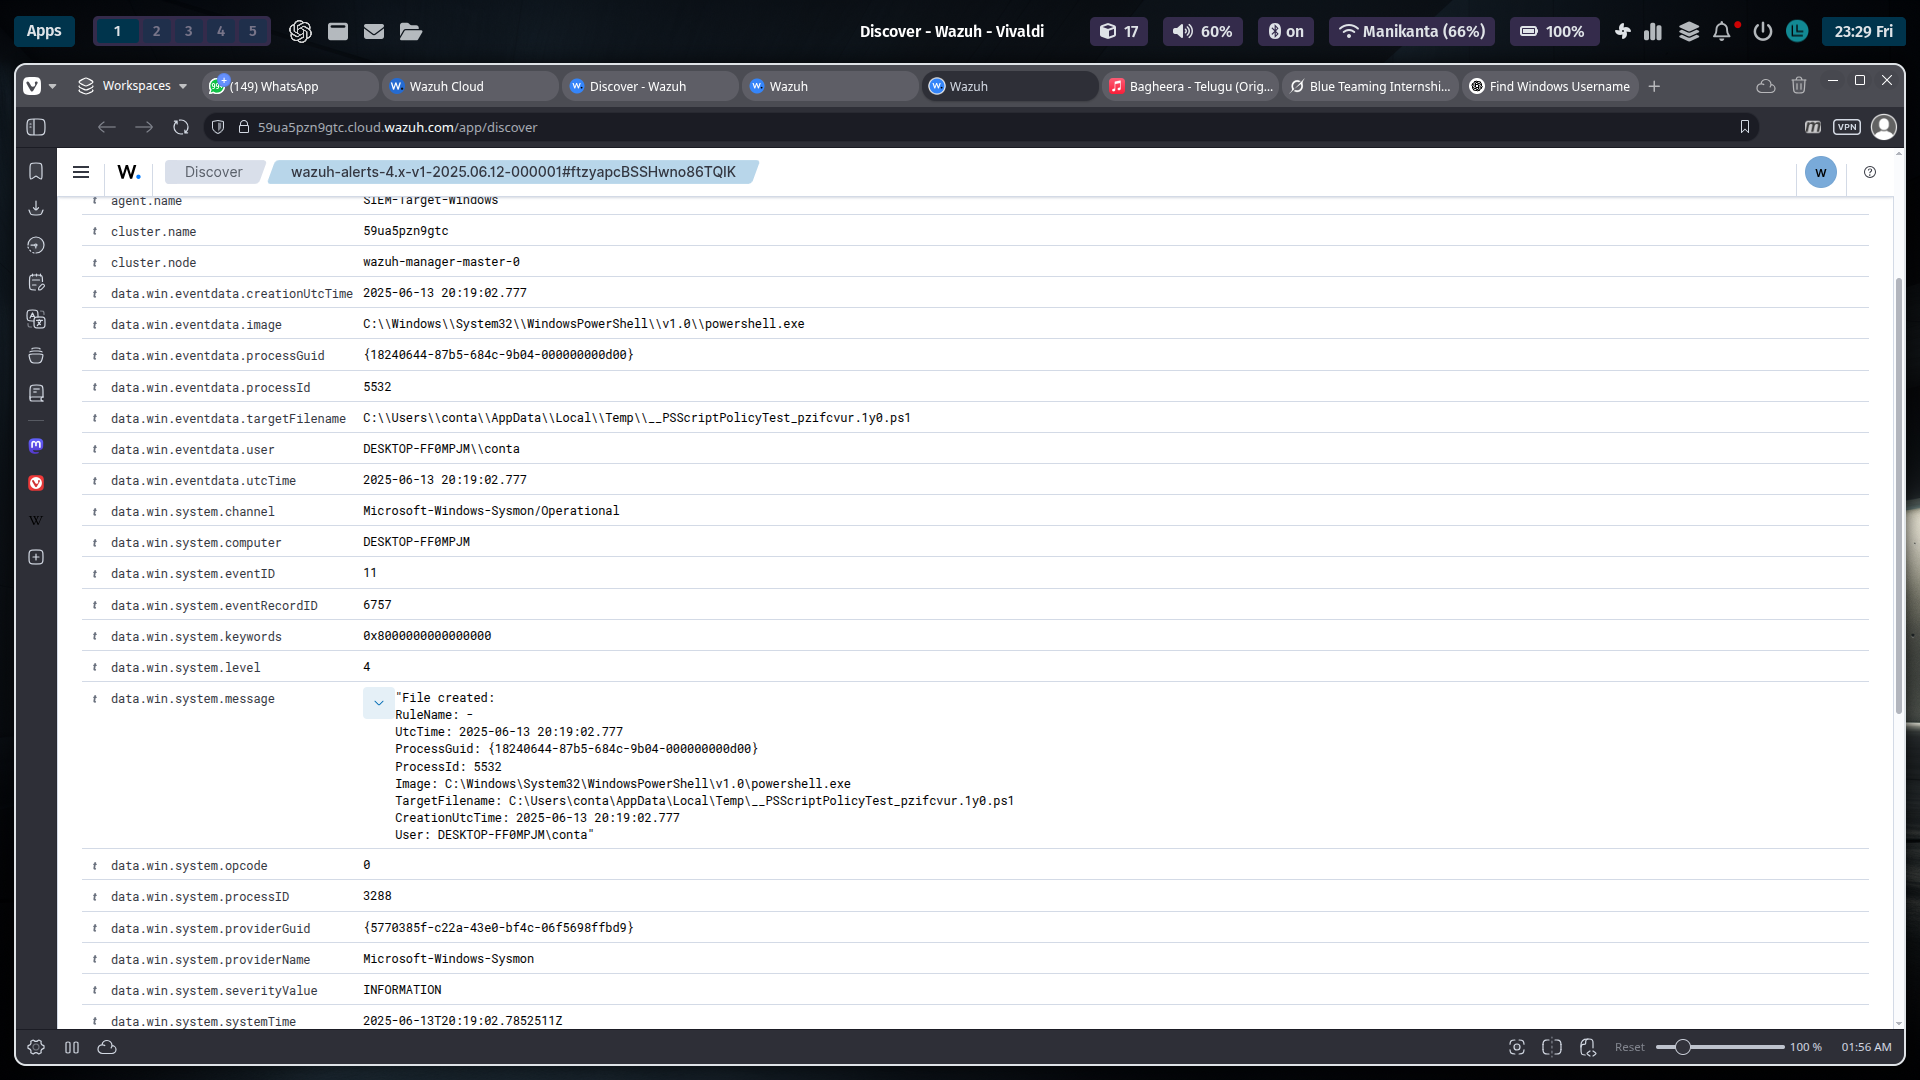 Apps 1 2 3 4 5 Discover - Wazuh - Vivaldi 17 60% on Manikanta (66%) 100% 23:29 Fri
Workspaces (149) WhatsApp Wazuh Cloud Discover - Wazuh Wazuh Wazuh Bagheera - Telugu (Orig... Blue Teaming Internshi... Find Windows Username
59ua5pzn9gtc.cloud.wazuh.com/app/discover VPN
W. Discover wazuh-alerts-4.x-v1-2025.06.12-000001#ftzyapcBSSHwno86TQIK W
t agent.name SIEM-Target-Windows
t cluster.name 59ua5pzn9gtc
t cluster.node wazuh-manager-master-0
t data.win.eventdata.creationUtcTime 2025-06-13 20:19:02.777
t data.win.eventdata.image C:\\Windows\\System32\\WindowsPowerShell\\v1.0\\powershell.exe
t data.win.eventdata.processGuid {18240644-87b5-684c-9b04-000000000d00}
t data.win.eventdata.processId 5532
t data.win.eventdata.targetFilename C:\\Users\\conta\\AppData\\Local\\Temp\\__PSScriptPolicyTest_pzifcvur.1y0.ps1
t data.win.eventdata.user DESKTOP-FF0MPJM\\conta
t data.win.eventdata.utcTime 2025-06-13 20:19:02.777
t data.win.system.channel Microsoft-Windows-Sysmon/Operational
t data.win.system.computer DESKTOP-FF0MPJM
t data.win.system.eventID 11
t data.win.system.eventRecordID 6757
t data.win.system.keywords 0x8000000000000000
t data.win.system.level 4
t data.win.system.message "File created:
RuleName: -
UtcTime: 2025-06-13 20:19:02.777
ProcessGuid: {18240644-87b5-684c-9b04-000000000d00}
ProcessId: 5532
Image: C:\Windows\System32\WindowsPowerShell\v1.0\powershell.exe
TargetFilename: C:\Users\conta\AppData\Local\Temp\__PSScriptPolicyTest_pzifcvur.1y0.ps1
CreationUtcTime: 2025-06-13 20:19:02.777
User: DESKTOP-FF0MPJM\conta"
t data.win.system.opcode 0
t data.win.system.processID 3288
t data.win.system.providerGuid {5770385f-c22a-43e0-bf4c-06f5698ffbd9}
t data.win.system.providerName Microsoft-Windows-Sysmon
t data.win.system.severityValue INFORMATION
t data.win.system.systemTime 2025-06-13T20:19:02.7852511Z
Reset 100 % 01:56 AM